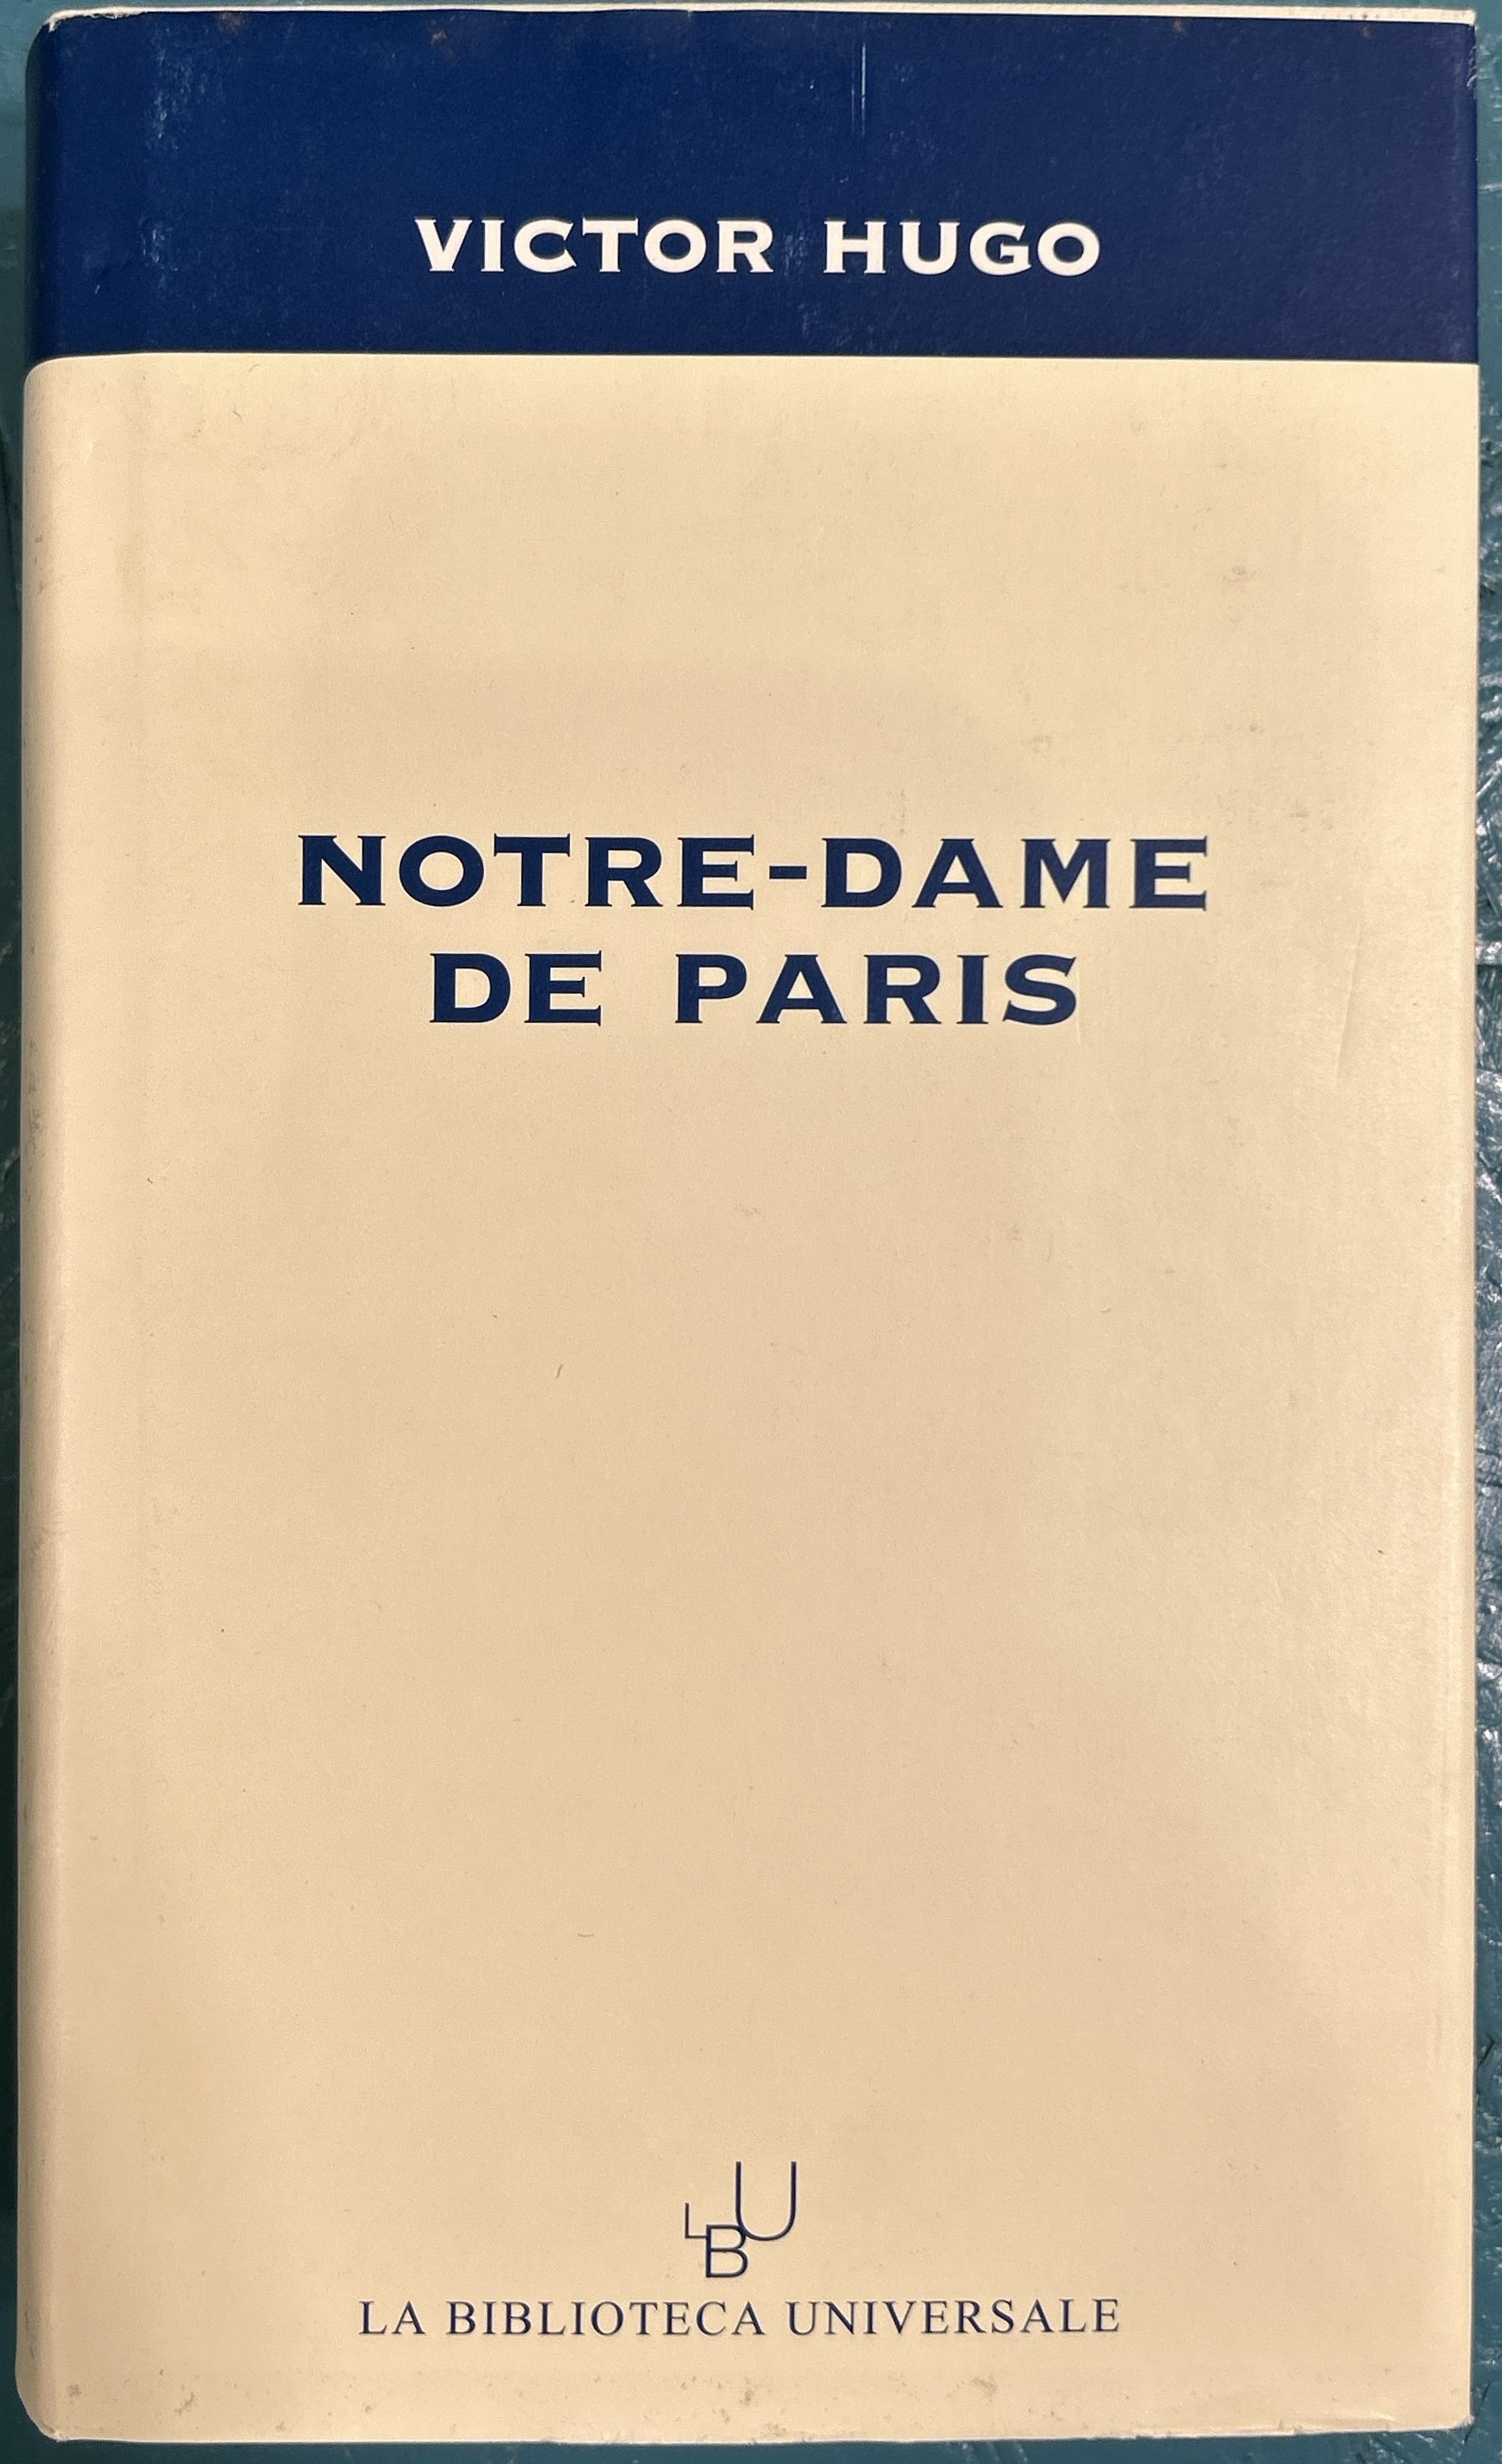 VICTOR HUGO
NOTRE-DAME
DE PARIS
LBU
LA BIBLIOTECA UNIVERSALE